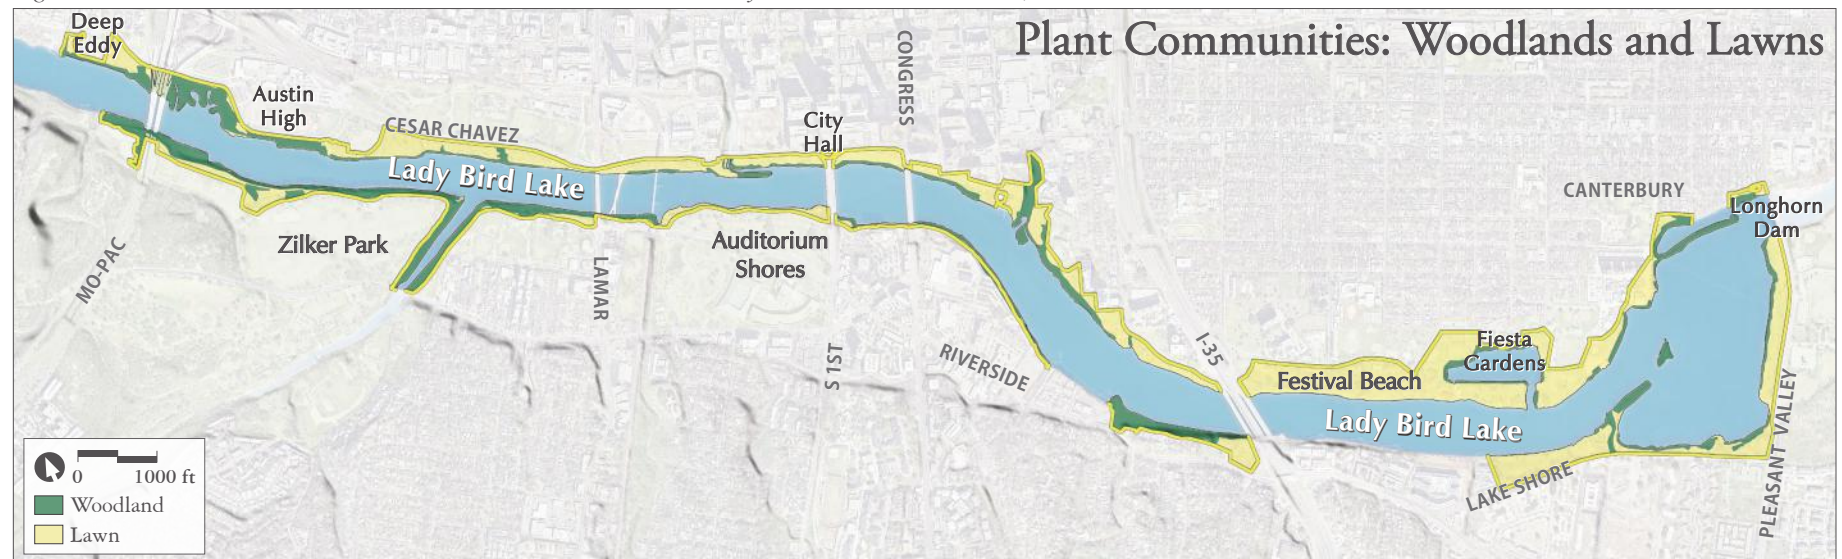 Plant Communities: Woodlands and Lawns
Deep
Eddy
Austin
High
CESAR CHAVEZ
City
Hall
CONGRESS
Lady Bird Lake
CANTERBURY
Longhorn
Dam
Zilker Park
MO-PAC
LAMAR
Auditorium
Shores
S 1ST
RIVERSIDE
I-35
Festival Beach
Fiesta
Gardens
Lady Bird Lake
LAKE SHORE
PLEASANT VALLEY
0 1000 ft
Woodland
Lawn